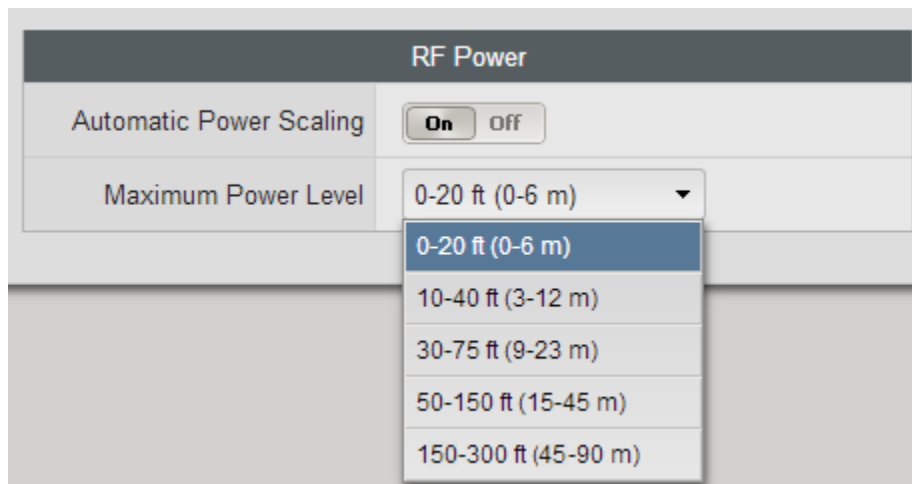 RF Power
Automatic Power Scaling On Off
Maximum Power Level 0-20 ft (0-6 m)
0-20 ft (0-6 m)
10-40 ft (3-12 m)
30-75 ft (9-23 m)
50-150 ft (15-45 m)
150-300 ft (45-90 m)